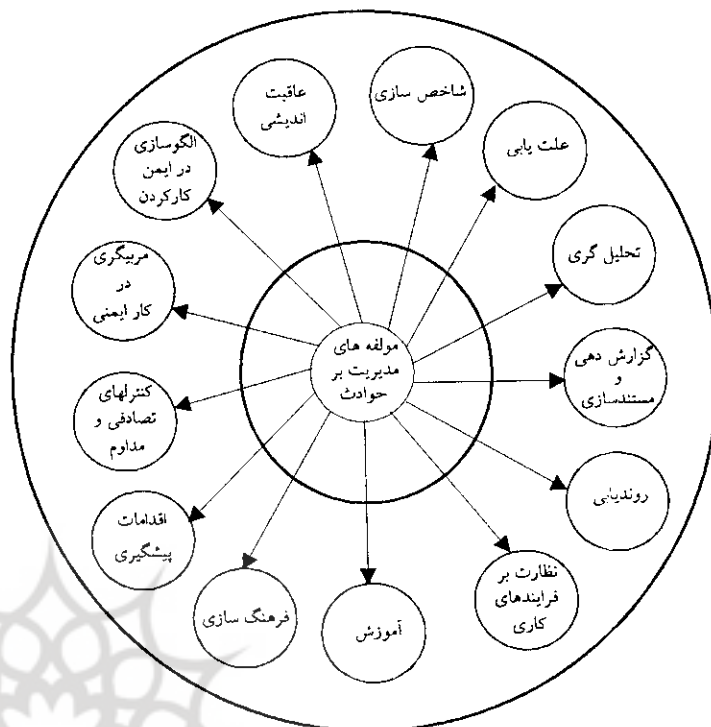 مولفه های
مدیریت بر
حوادث
شاخص سازی
علت یابی
تحلیل گری
گزارش دهی
و
مستندسازی
روندیابی
نظارت بر
فرایندهای
کاری
آموزش
فرهنگ سازی
اقدامات
پیشگیری
کنترلهای
تصادفی و
مداوم
مربیگری
در
کار ایمنی
الگوسازی
در ایمن
کارکردن
عاقبت
اندیشی